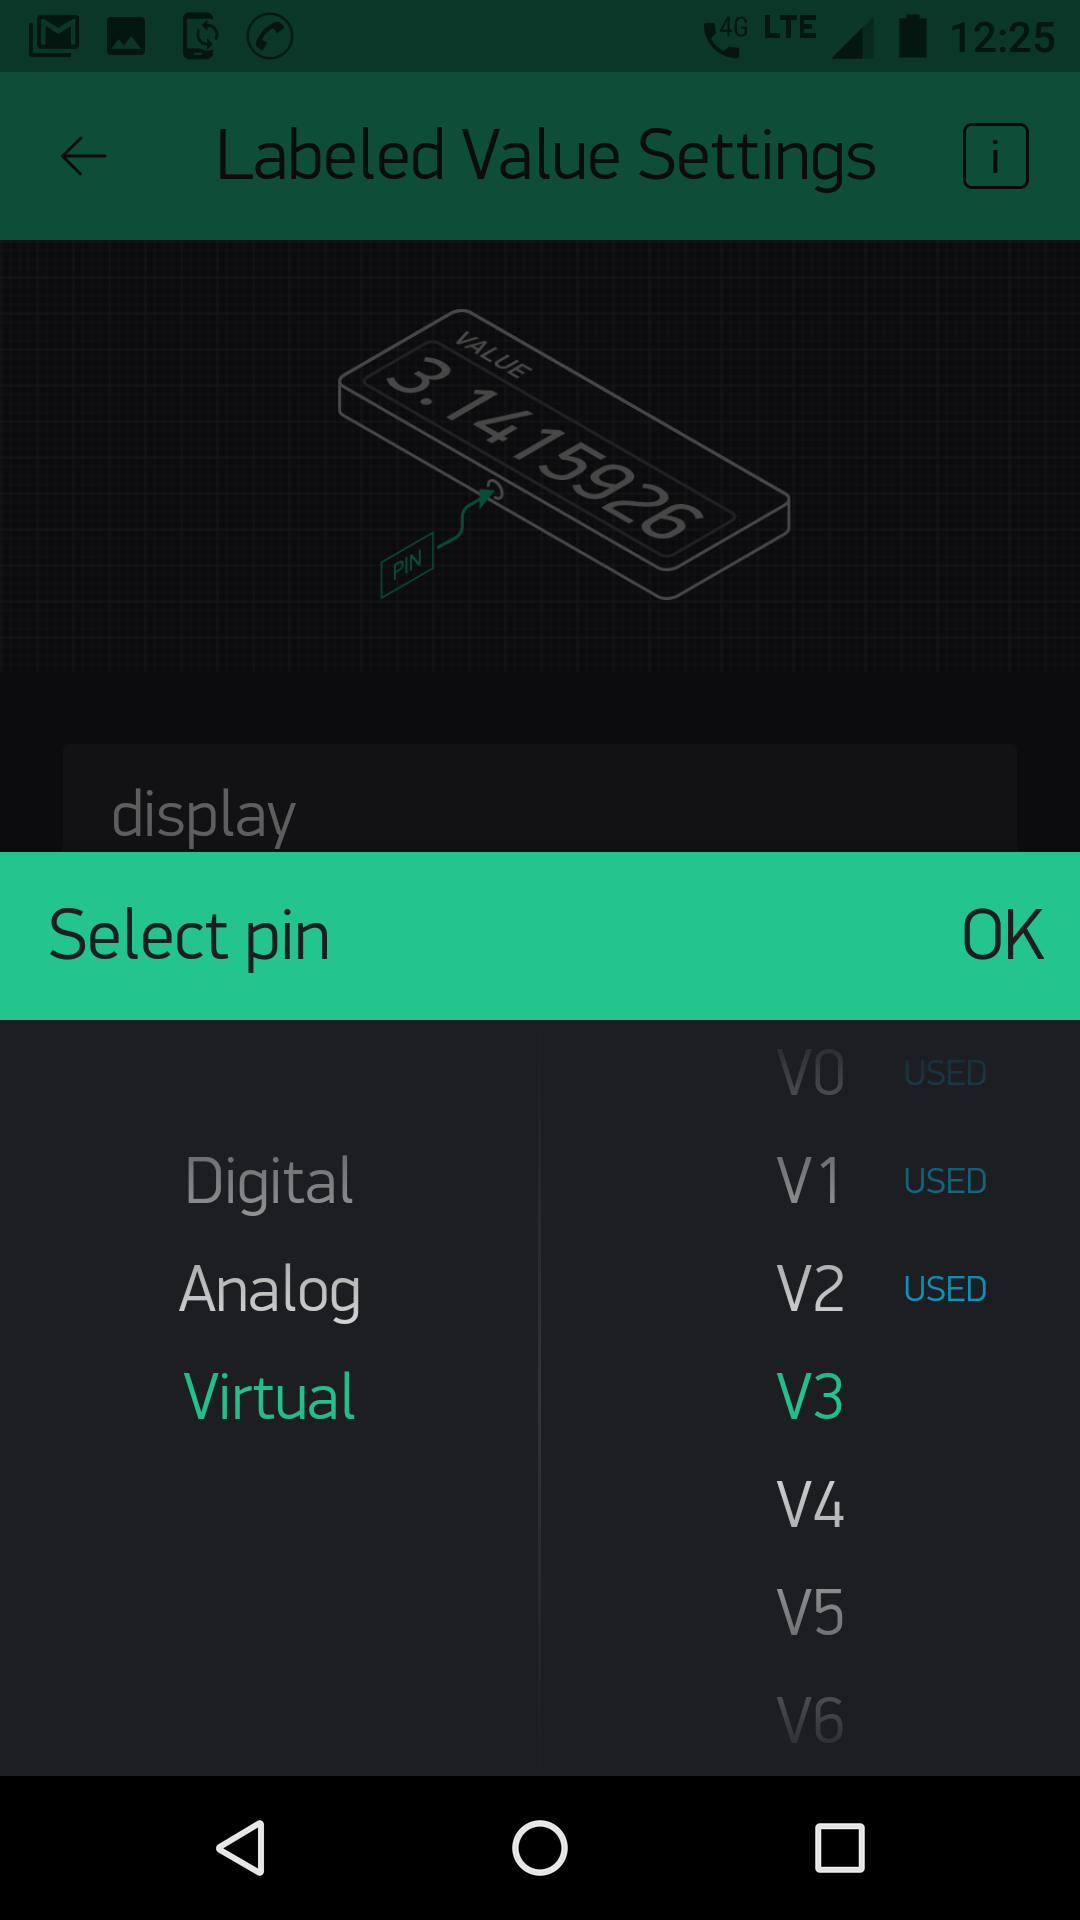 4G LTE 12:25
Labeled Value Settings i
VALUE
3.1415926
PIN
display
Select pin OK
V0 USED
Digital V1 USED
Analog V2 USED
Virtual V3
V4
V5
V6